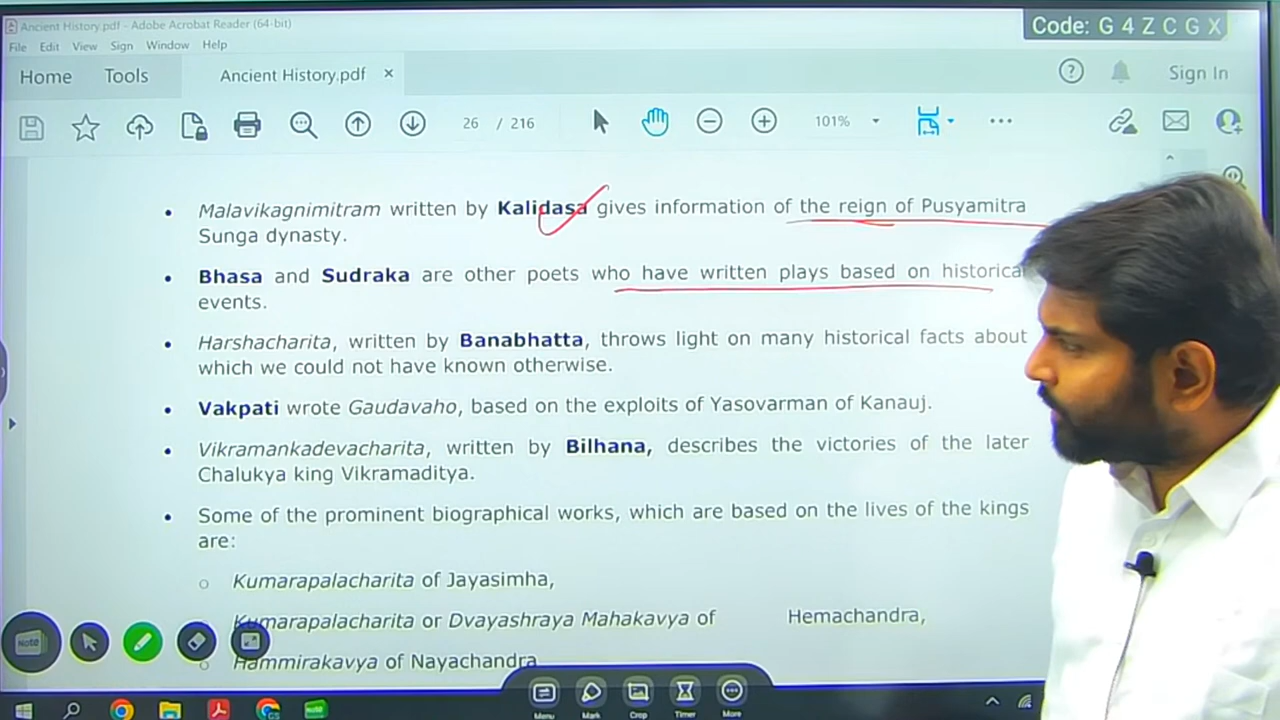 Ancient History.pdf - Adobe Acrobat Reader (64-bit)
Code: G 4 Z C G X
File Edit View Sign Window Help
Home Tools Ancient History.pdf × Sign In
26 / 216 101%
• Malavikagnimitram written by Kalidasa gives information of the reign of Pusyamitra
Sunga dynasty.
• Bhasa and Sudraka are other poets who have written plays based on historical
events.
• Harshacharita, written by Banabhatta, throws light on many historical facts about
which we could not have known otherwise.
• Vakpati wrote Gaudavaho, based on the exploits of Yasovarman of Kanauj.
• Vikramankadevacharita, written by Bilhana, describes the victories of the later
Chalukya king Vikramaditya.
• Some of the prominent biographical works, which are based on the lives of the kings
are:
o Kumarapalacharita of Jayasimha,
Kumarapalacharita or Dvayashraya Mahakavya of Hemachandra,
o Hammirakavya of Nayachandra
Note
Menu Mark Crop Timer More